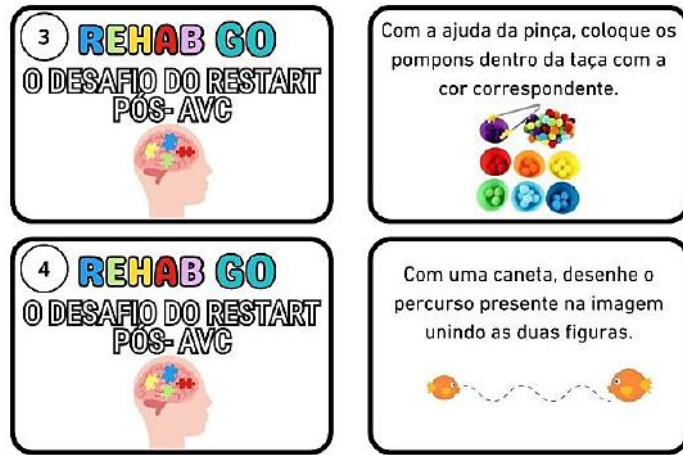 3
REHAB GO
O DESAFIO DO RESTART
PÓS- AVC
Com a ajuda da pinça, coloque os
pompons dentro da taça com a
cor correspondente.
4
REHAB GO
O DESAFIO DO RESTART
PÓS- AVC
Com uma caneta, desenhe o
percurso presente na imagem
unindo as duas figuras.